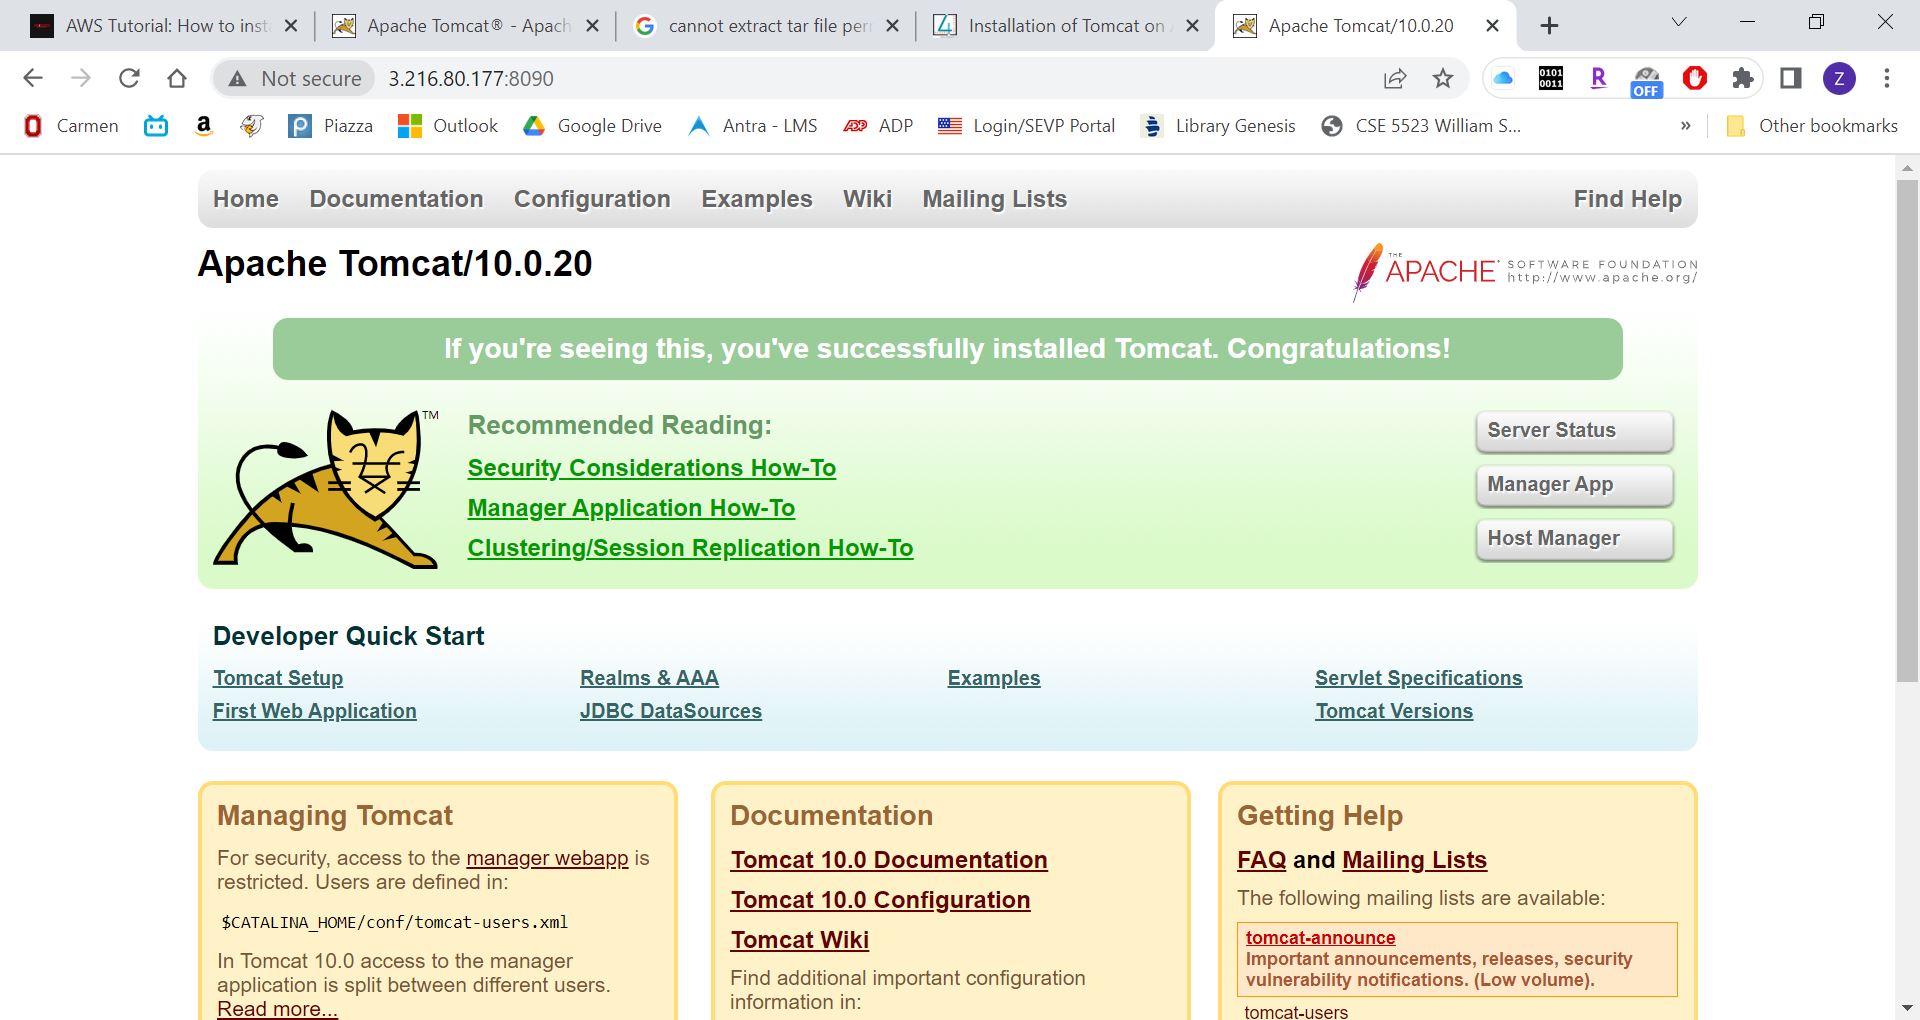 AWS Tutorial: How to inst
Apache Tomcat® - Apach
cannot extract tar file per
Installation of Tomcat on
Apache Tomcat/10.0.20
Not secure
3.216.80.177:8090
0101
0011
R
OFF
Z
Carmen
Piazza
Outlook
Google Drive
Antra - LMS
ADP
ADP
Login/SEVP Portal
Library Genesis
CSE 5523 William S...
»
Other bookmarks
Home
Documentation
Configuration
Examples
Wiki
Mailing Lists
Find Help
Apache Tomcat/10.0.20
THE
APACHE®
SOFTWARE FOUNDATION
http://www.apache.org/
If you're seeing this, you've successfully installed Tomcat. Congratulations!
TM
Recommended Reading:
Security Considerations How-To
Manager Application How-To
Clustering/Session Replication How-To
Server Status
Manager App
Host Manager
Developer Quick Start
Tomcat Setup
First Web Application
Realms & AAA
JDBC DataSources
Examples
Servlet Specifications
Tomcat Versions
Managing Tomcat
For security, access to the manager webapp is
restricted. Users are defined in:
$CATALINA_HOME/conf/tomcat-users.xml
In Tomcat 10.0 access to the manager
application is split between different users.
Read more...
Documentation
Tomcat 10.0 Documentation
Tomcat 10.0 Configuration
Tomcat Wiki
Find additional important configuration
information in:
Getting Help
FAQ and Mailing Lists
The following mailing lists are available:
tomcat-announce
Important announcements, releases, security
vulnerability notifications. (Low volume).
tomcat-users